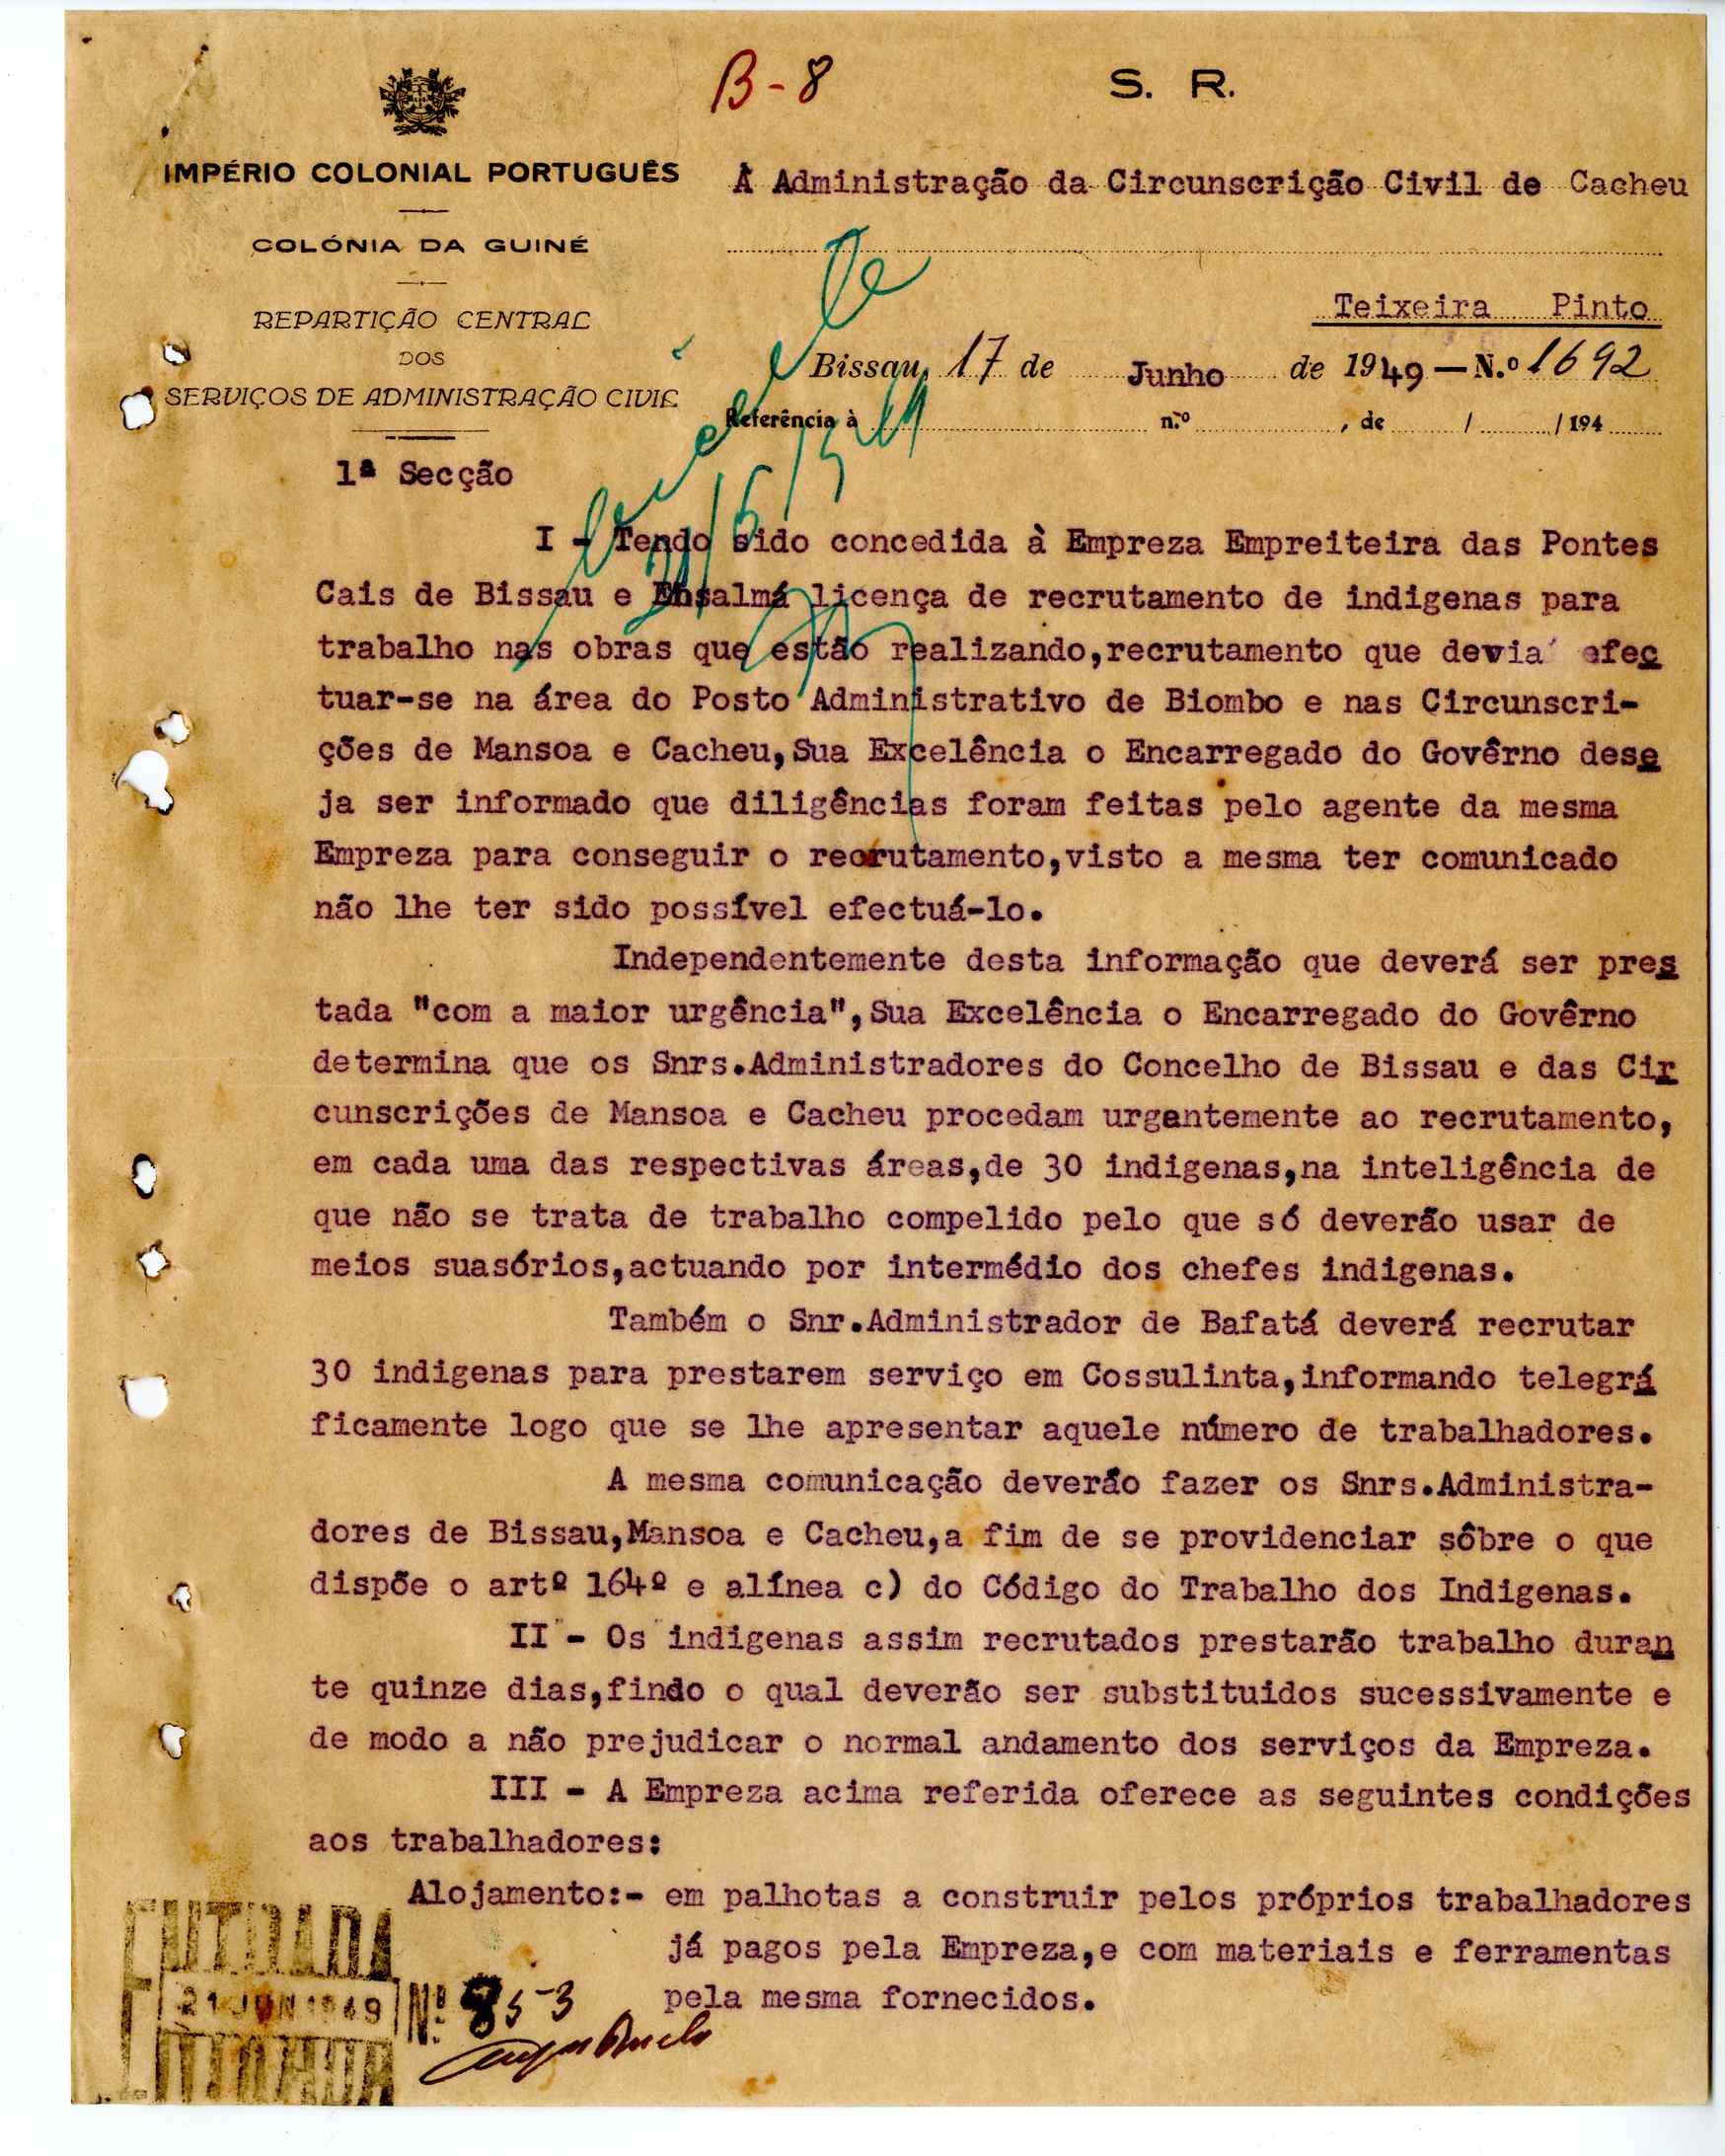 B-8
S. R.
IMPÉRIO COLONIAL PORTUGUÊS
À Administração da Circunscrição Civil de Cacheu
COLÓNIA DA GUINÉ
Teixeira Pinto
REPARTIÇÃO CENTRAL
DOS
SERVIÇOS DE ADMINISTRAÇÃO CIVIL
Bissau, 17 de Junho de 1949 — N.º 1692
Referência à n.º , de / / 194
1ª Secção
I - Tendo sido concedida à Empreza Empreiteira das Pontes
Cais de Bissau e Ensalmá licença de recrutamento de indigenas para
trabalho nas obras que estão realizando,recrutamento que devia efec
tuar-se na área do Posto Administrativo de Biombo e nas Circunscri-
ções de Mansoa e Cacheu,Sua Excelência o Encarregado do Govêrno dese
ja ser informado que diligências foram feitas pelo agente da mesma
Empreza para conseguir o recrutamento,visto a mesma ter comunicado
não lhe ter sido possível efectuá-lo.
Independentemente desta informação que deverá ser pres
tada "com a maior urgência",Sua Excelência o Encarregado do Govêrno
determina que os Snrs.Administradores do Concelho de Bissau e das Cir
cunscrições de Mansoa e Cacheu procedam urgentemente ao recrutamento,
em cada uma das respectivas áreas,de 30 indigenas,na inteligência de
que não se trata de trabalho compelido pelo que só deverão usar de
meios suasórios,actuando por intermédio dos chefes indigenas.
Também o Snr.Administrador de Bafatá deverá recrutar
30 indigenas para prestarem serviço em Cossulinta,informando telegrá
ficamente logo que se lhe apresentar aquele número de trabalhadores.
A mesma comunicação deverão fazer os Snrs.Administra-
dores de Bissau,Mansoa e Cacheu,a fim de se providenciar sôbre o que
dispõe o artº 164º e alínea c) do Código do Trabalho dos Indigenas.
II - Os indigenas assim recrutados prestarão trabalho duran
te quinze dias,findo o qual deverão ser substituidos sucessivamente e
de modo a não prejudicar o normal andamento dos serviços da Empreza.
III - A Empreza acima referida oferece as seguintes condições
aos trabalhadores:
Alojamento:- em palhotas a construir pelos próprios trabalhadores
já pagos pela Empreza,e com materiais e ferramentas
pela mesma fornecidos.
ENTRADA
21 JUN 1949 Nº 853
ENTRADA